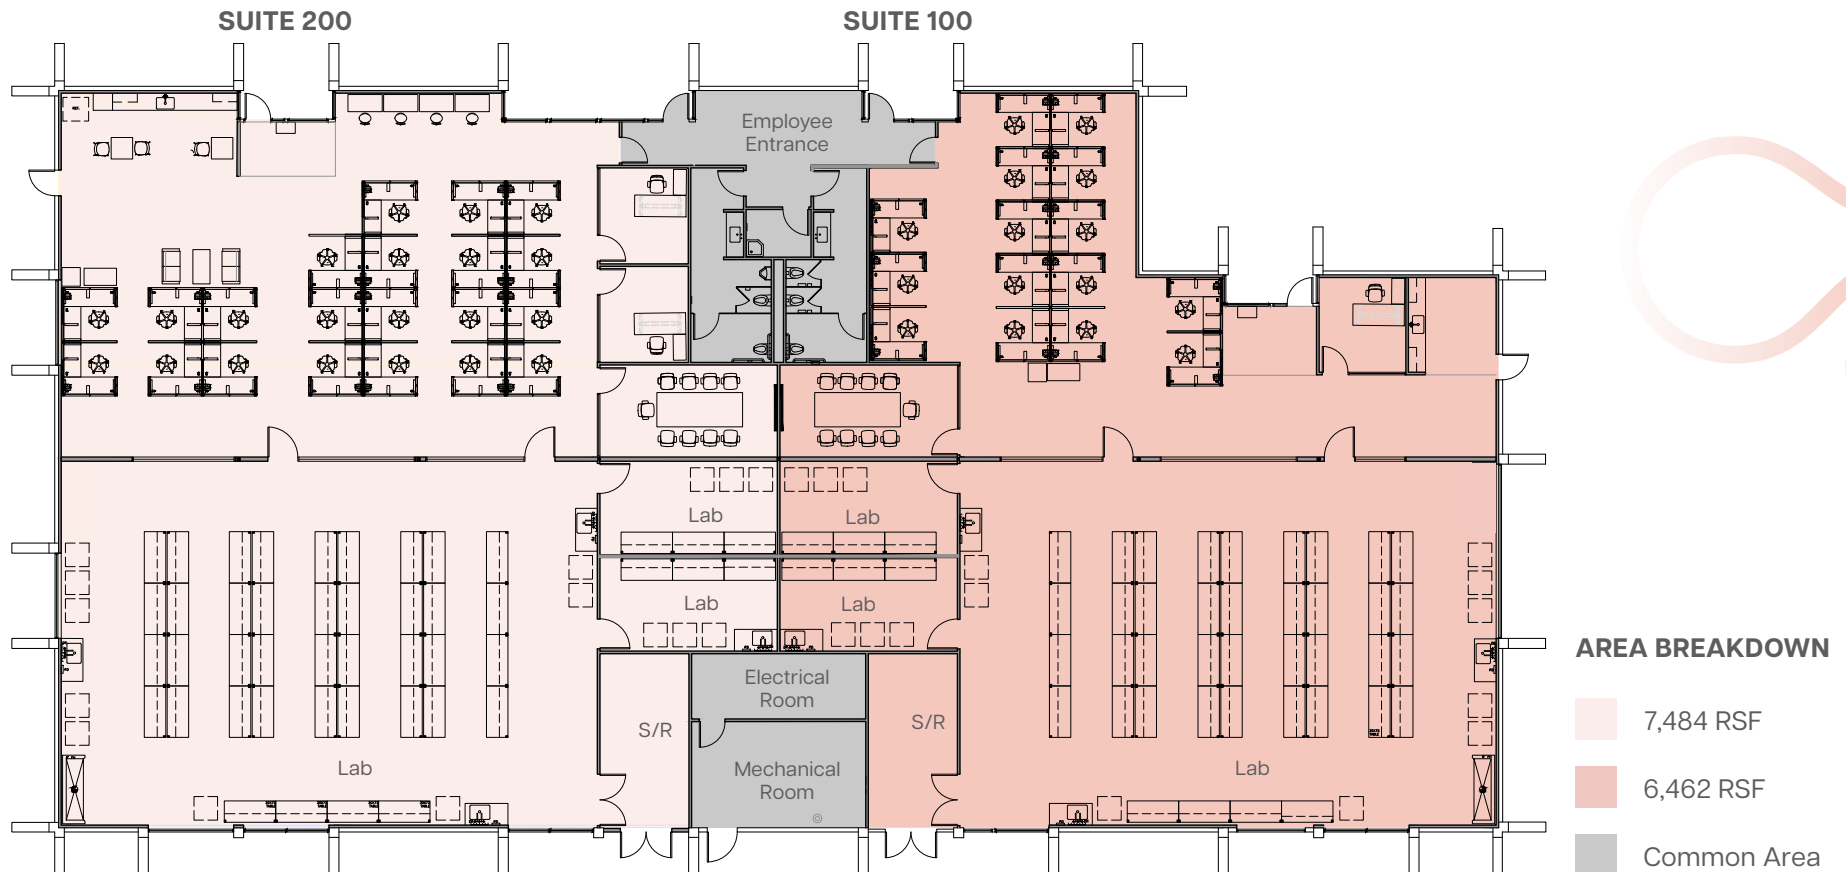 SUITE 200
SUITE 100
Employee
Entrance
Lab
Lab
Lab
Lab
Electrical
Room
S/R
S/R
Mechanical
Room
Lab
Lab
AREA BREAKDOWN
7,484 RSF
6,462 RSF
Common Area